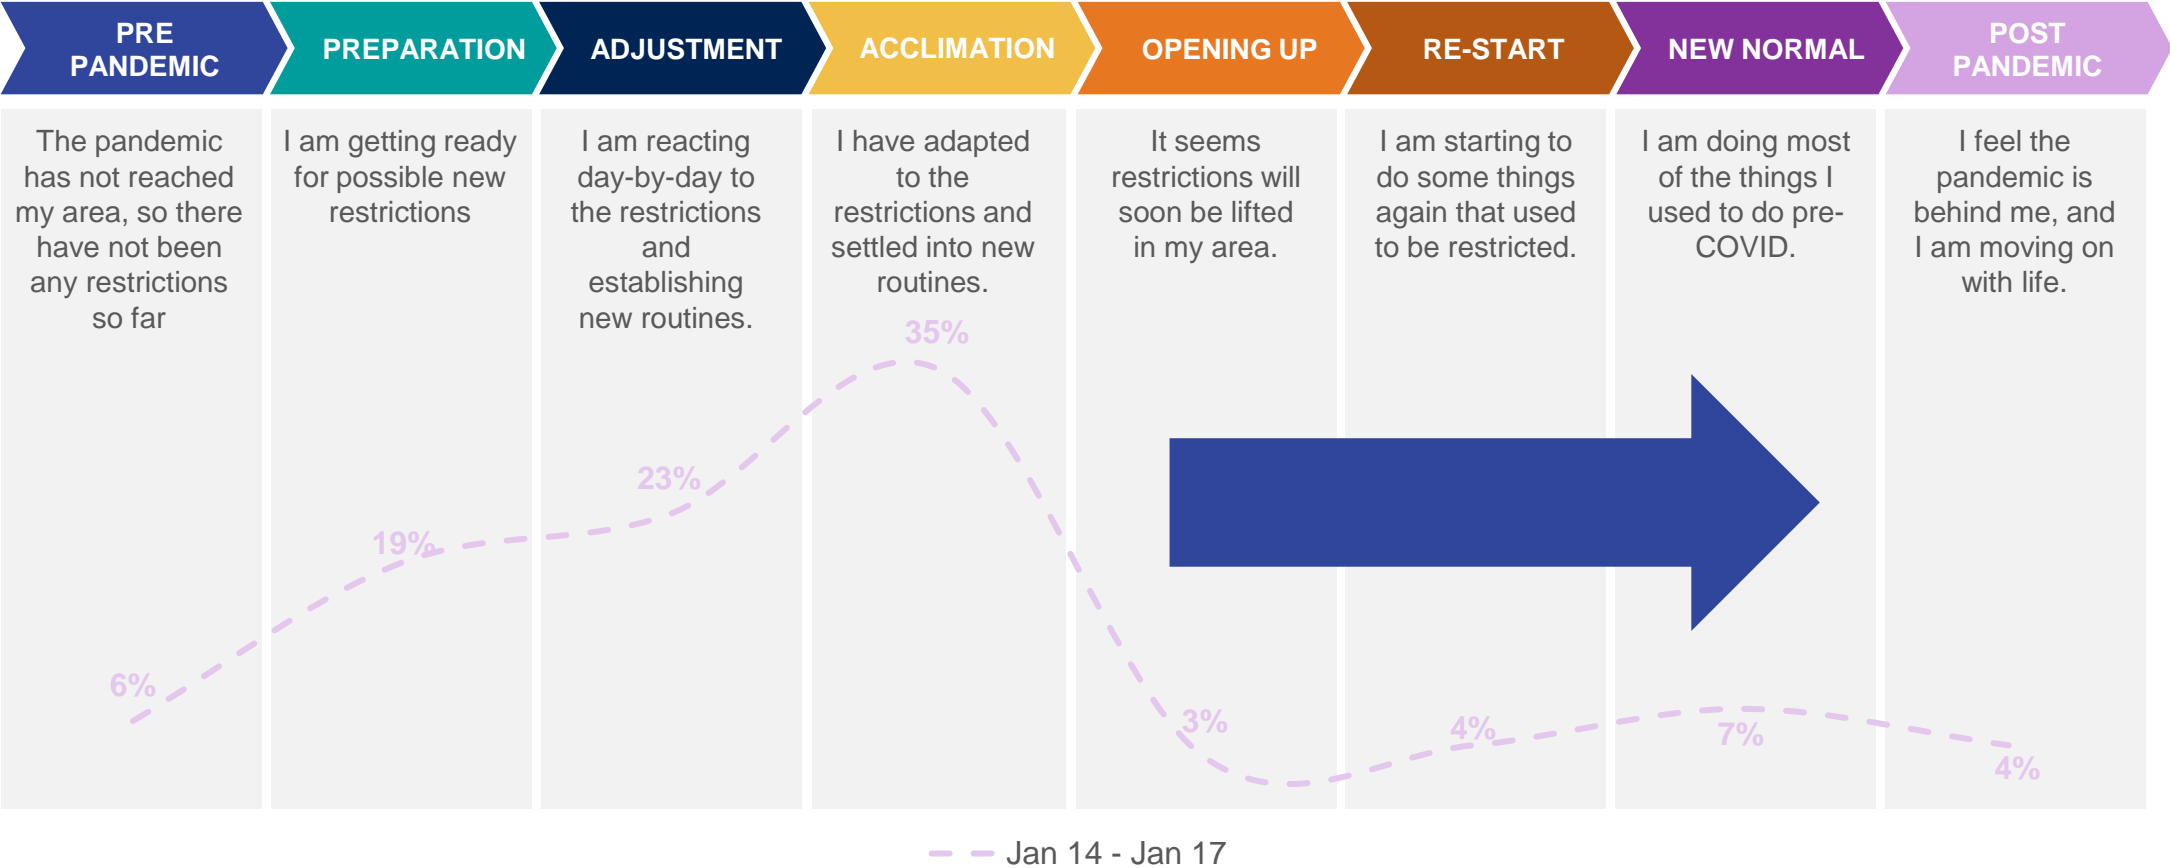 PRE
PANDEMIC
PREPARATION
ADJUSTMENT
ACCLIMATION
OPENING UP
RE-START
NEW NORMAL
POST
PANDEMIC
The pandemic
has not reached
my area, so there
have not been
any restrictions
so far
I am getting ready
for possible new
restrictions
I am reacting
day-by-day to
the restrictions
and
establishing
new routines.
I have adapted
to the
restrictions and
settled into new
routines.
It seems
restrictions will
soon be lifted
in my area.
I am starting to
do some things
again that used
to be restricted.
I am doing most
of the things I
used to do pre-
COVID.
I feel the
pandemic is
behind me, and
I am moving on
with life.
6%
19%
23%
35%
3%
4%
7%
4%
Jan 14 - Jan 17